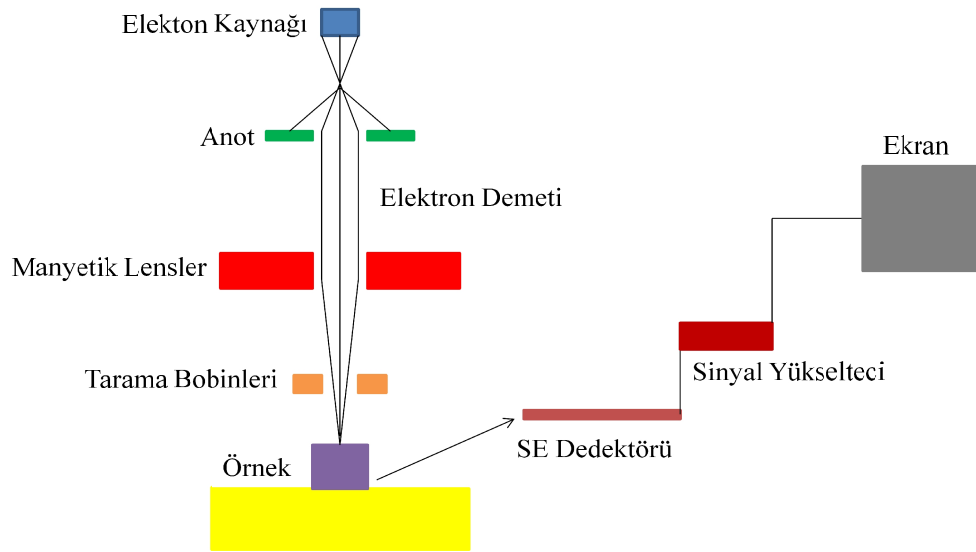 Elekton Kaynağı
Anot
Ekran
Elektron Demeti
Manyetik Lensler
Tarama Bobinleri
Sinyal Yükselteci
SE Dedektörü
Örnek